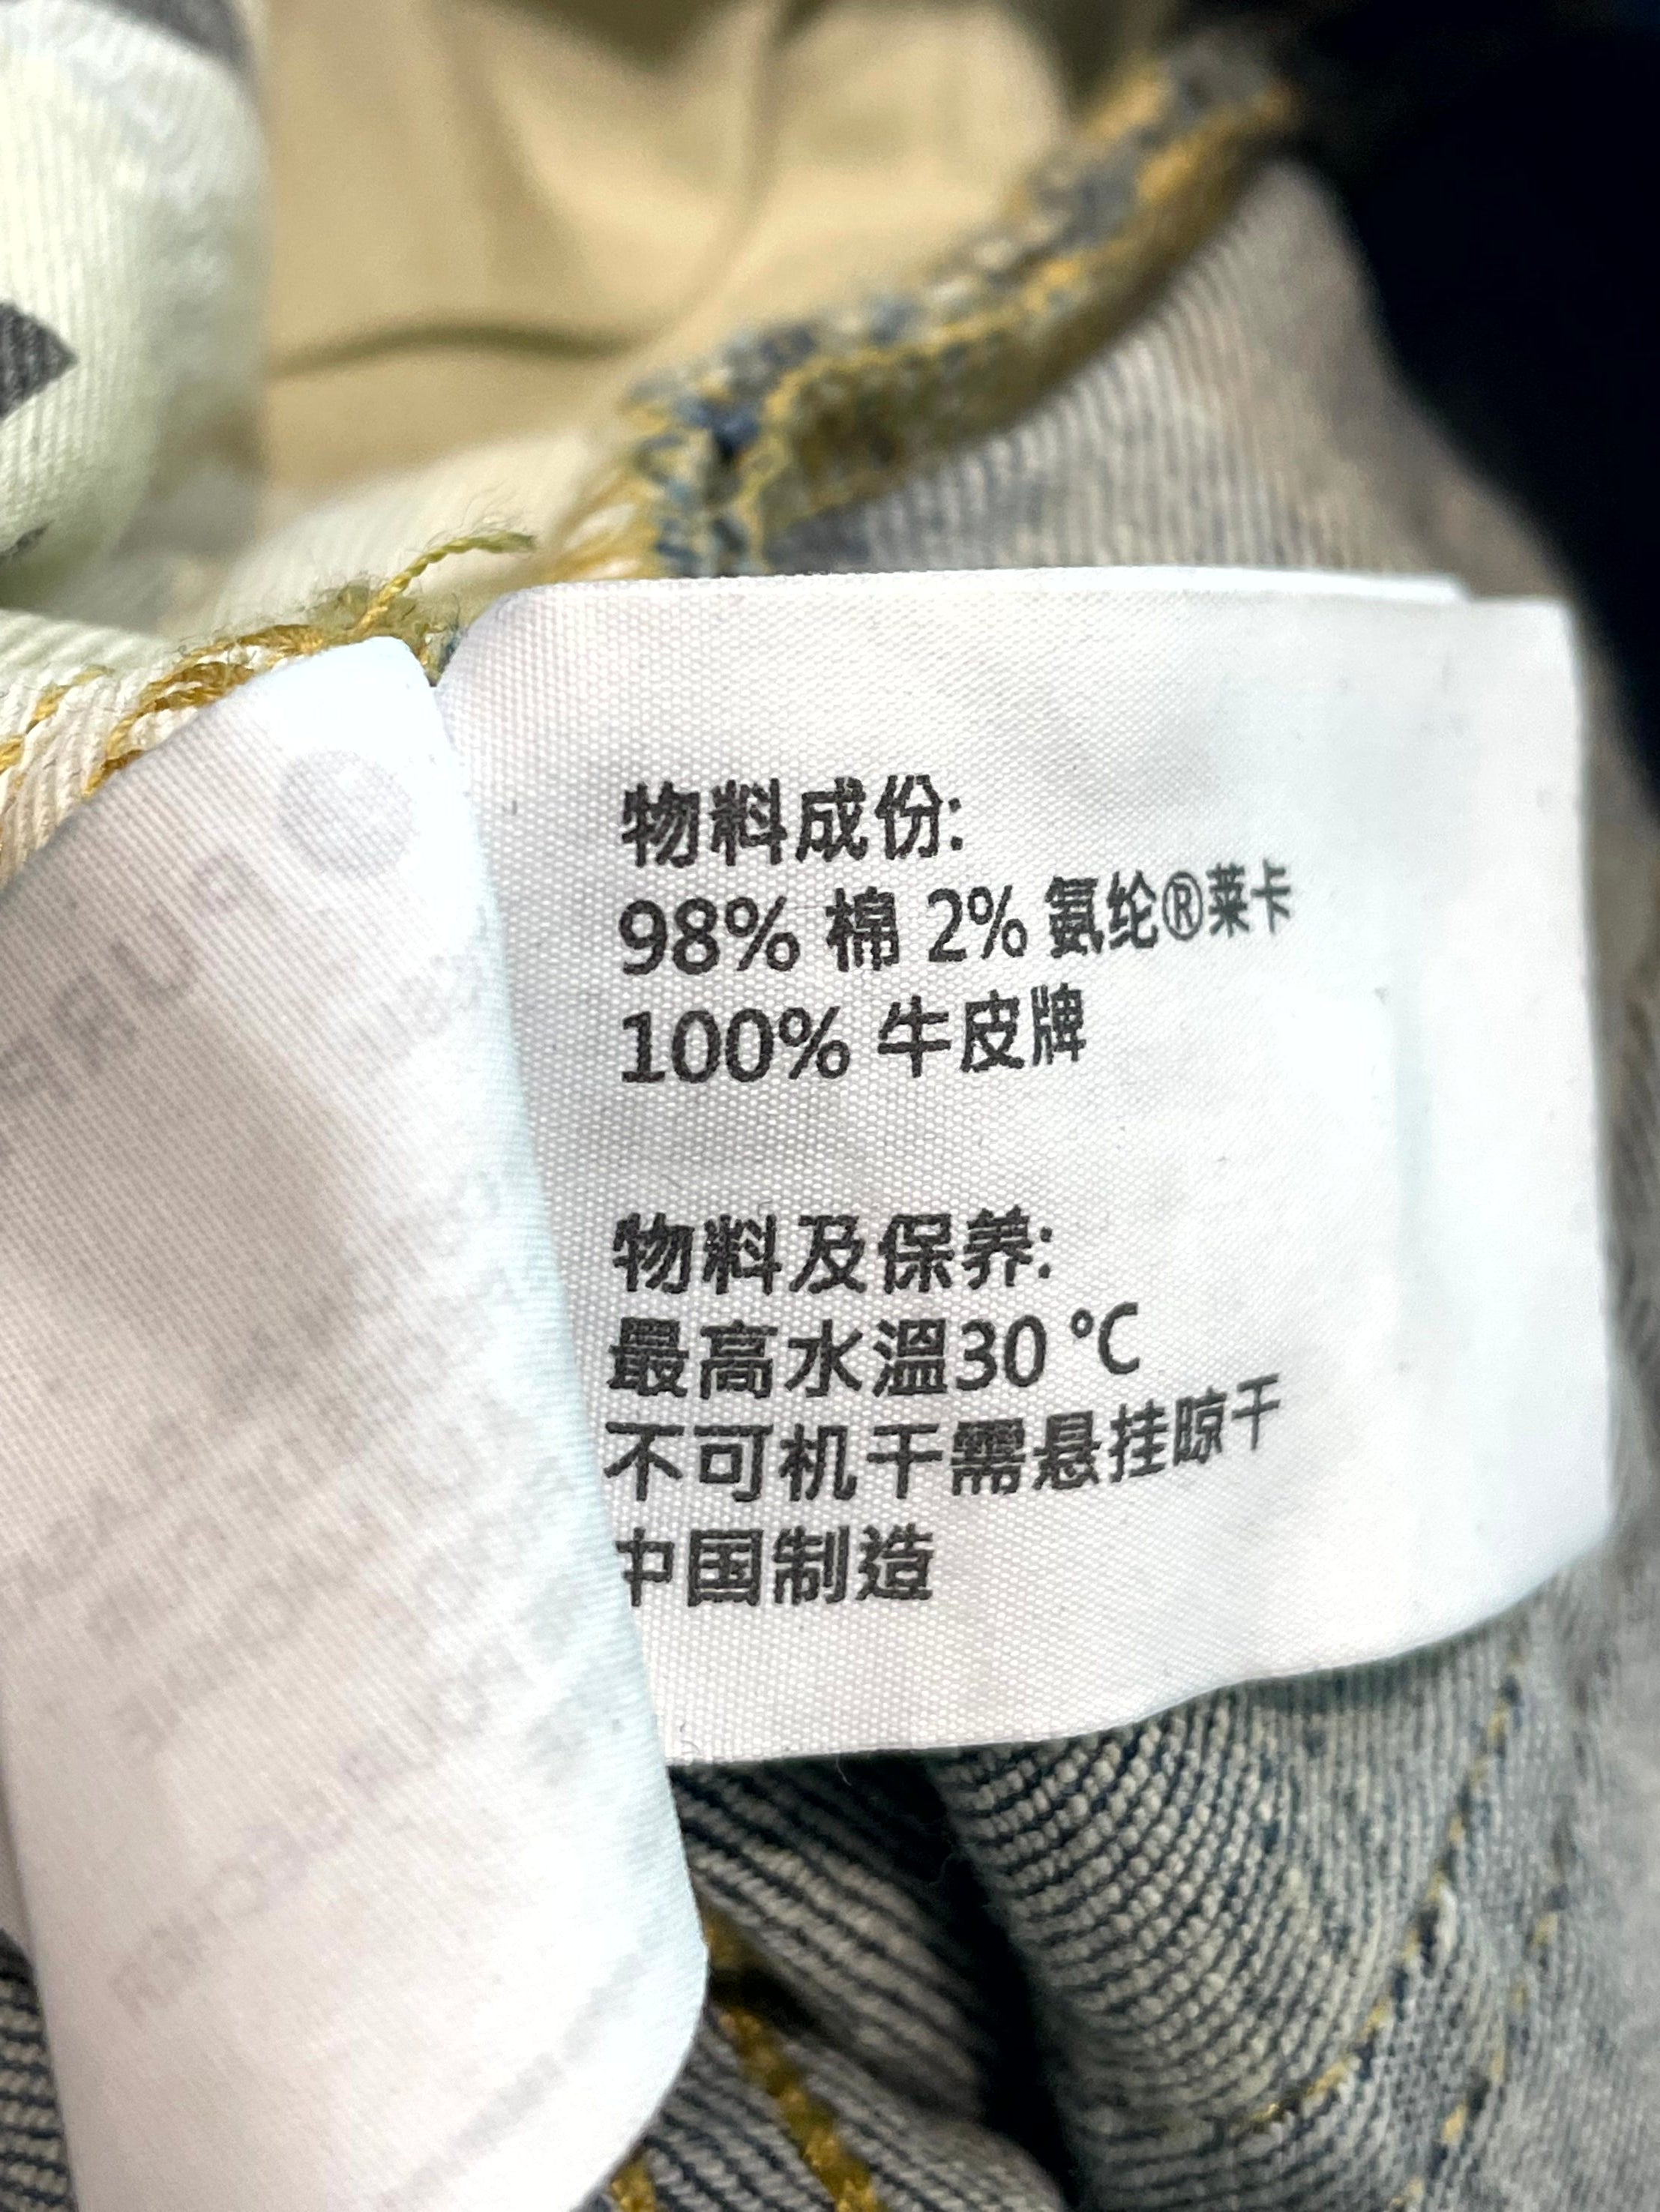 物料成份:
98% 棉 2% 氨纶®莱卡
100% 牛皮牌
物料及保养:
最高水溫30 °C
不可机干需悬挂晾干
中国制造